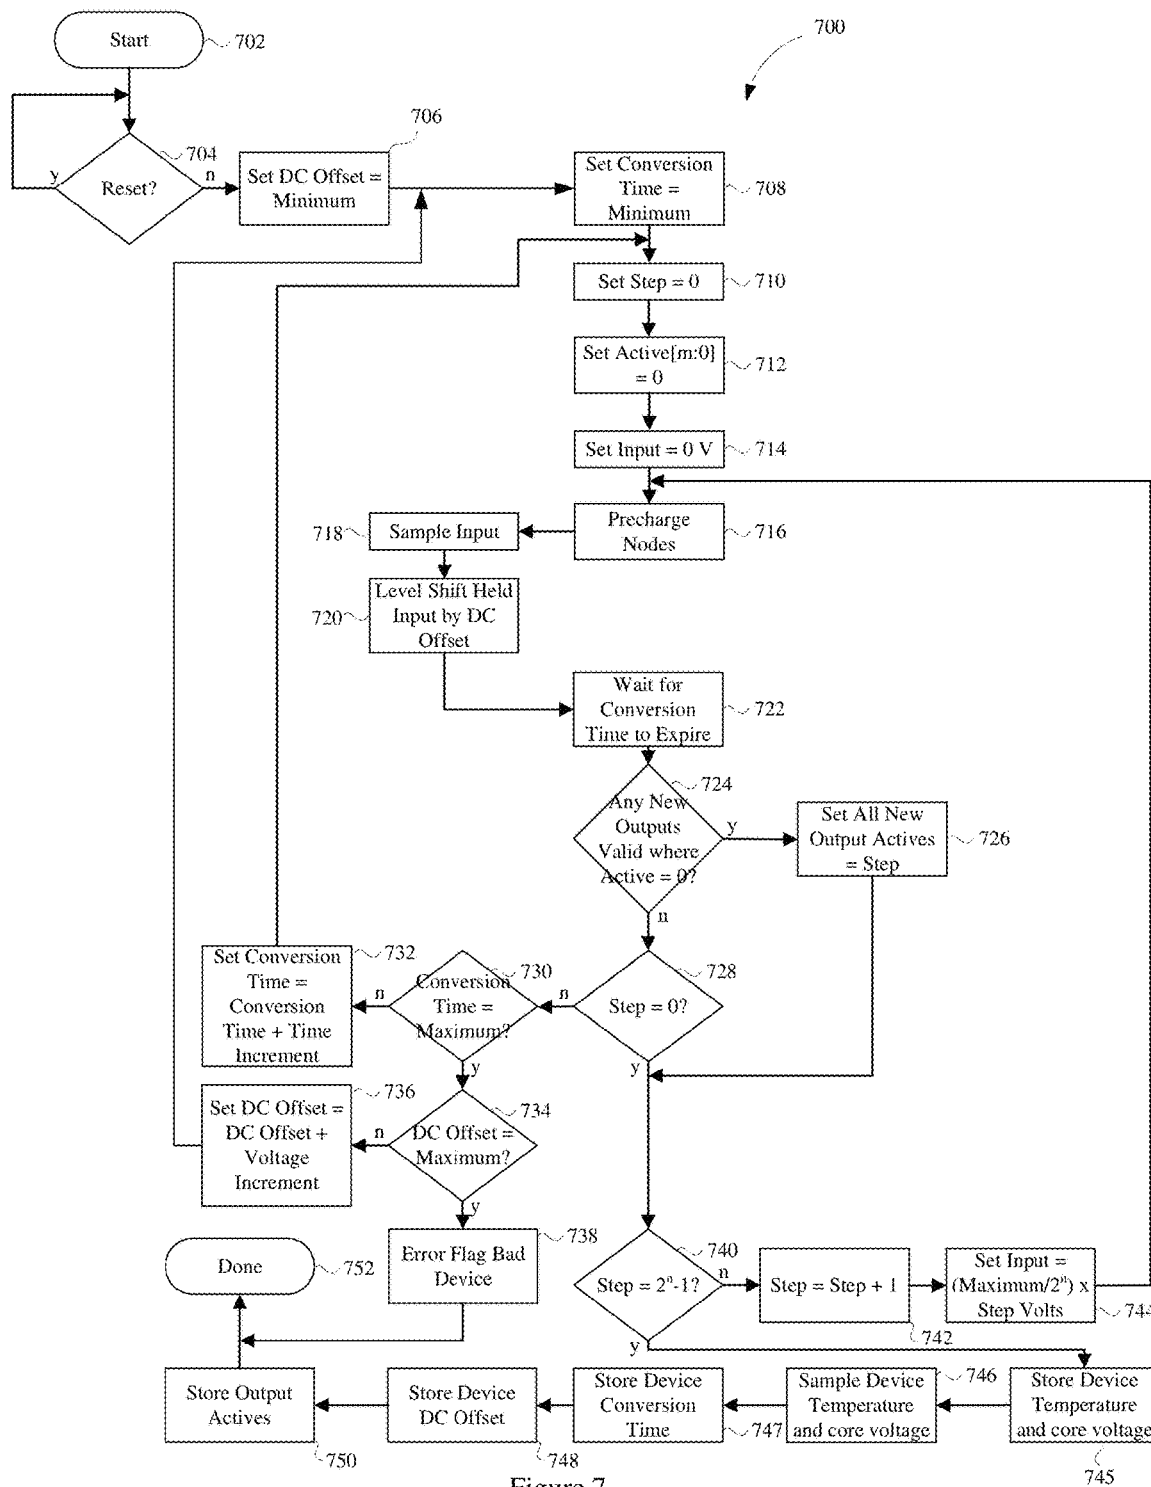 Start
702
700
704
Reset?
y
n
706
Set DC Offset =
Minimum
Set Conversion
Time =
Minimum
708
Set Step = 0
710
Set Active[m:0]
= 0
712
Set Input = 0 V
714
Precharge
Nodes
716
718
Sample Input
Level Shift Held
Input by DC
Offset
720
Wait for
Conversion
Time to Expire
722
724
Any New
Outputs
Valid where
Active = 0?
y
n
Set All New
Output Actives
= Step
726
732
Set Conversion
Time =
Conversion
Time + Time
Increment
730
Conversion
Time =
Maximum?
n
y
728
Step = 0?
n
y
736
Set DC Offset =
DC Offset +
Voltage
Increment
734
DC Offset =
Maximum?
n
y
738
Error Flag Bad
Device
Done
752
740
Step = 2ⁿ-1?
n
y
Step = Step + 1
742
Set Input =
(Maximum/2ⁿ) x
Step Volts
744
Store Output
Actives
750
Store Device
DC Offset
748
Store Device
Conversion
Time
747
746
Sample Device
Temperature
and core voltage
Store Device
Temperature
and core voltage
745
Figure 7